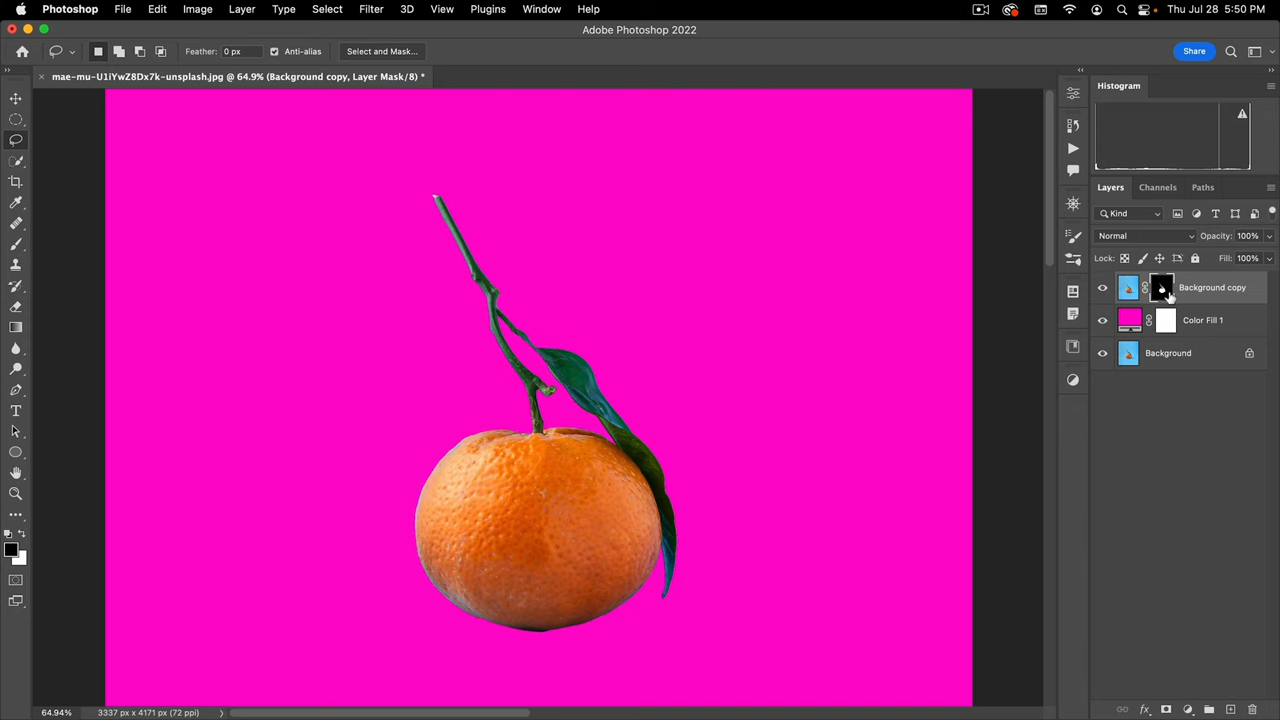 Photoshop File Edit Image Layer Type Select Filter 3D View Plugins Window Help Thu Jul 28 5:50 PM
Adobe Photoshop 2022
Feather: 0 px Anti-alias Select and Mask... Share
mae-mu-U1iYwZ8Dx7k-unsplash.jpg @ 64.9% (Background copy, Layer Mask/8) *
Histogram
Layers Channels Paths
Kind
Normal Opacity: 100%
Lock: Fill: 100%
Background copy
Color Fill 1
Background
64.94% 3337 px x 4171 px (72 ppi)